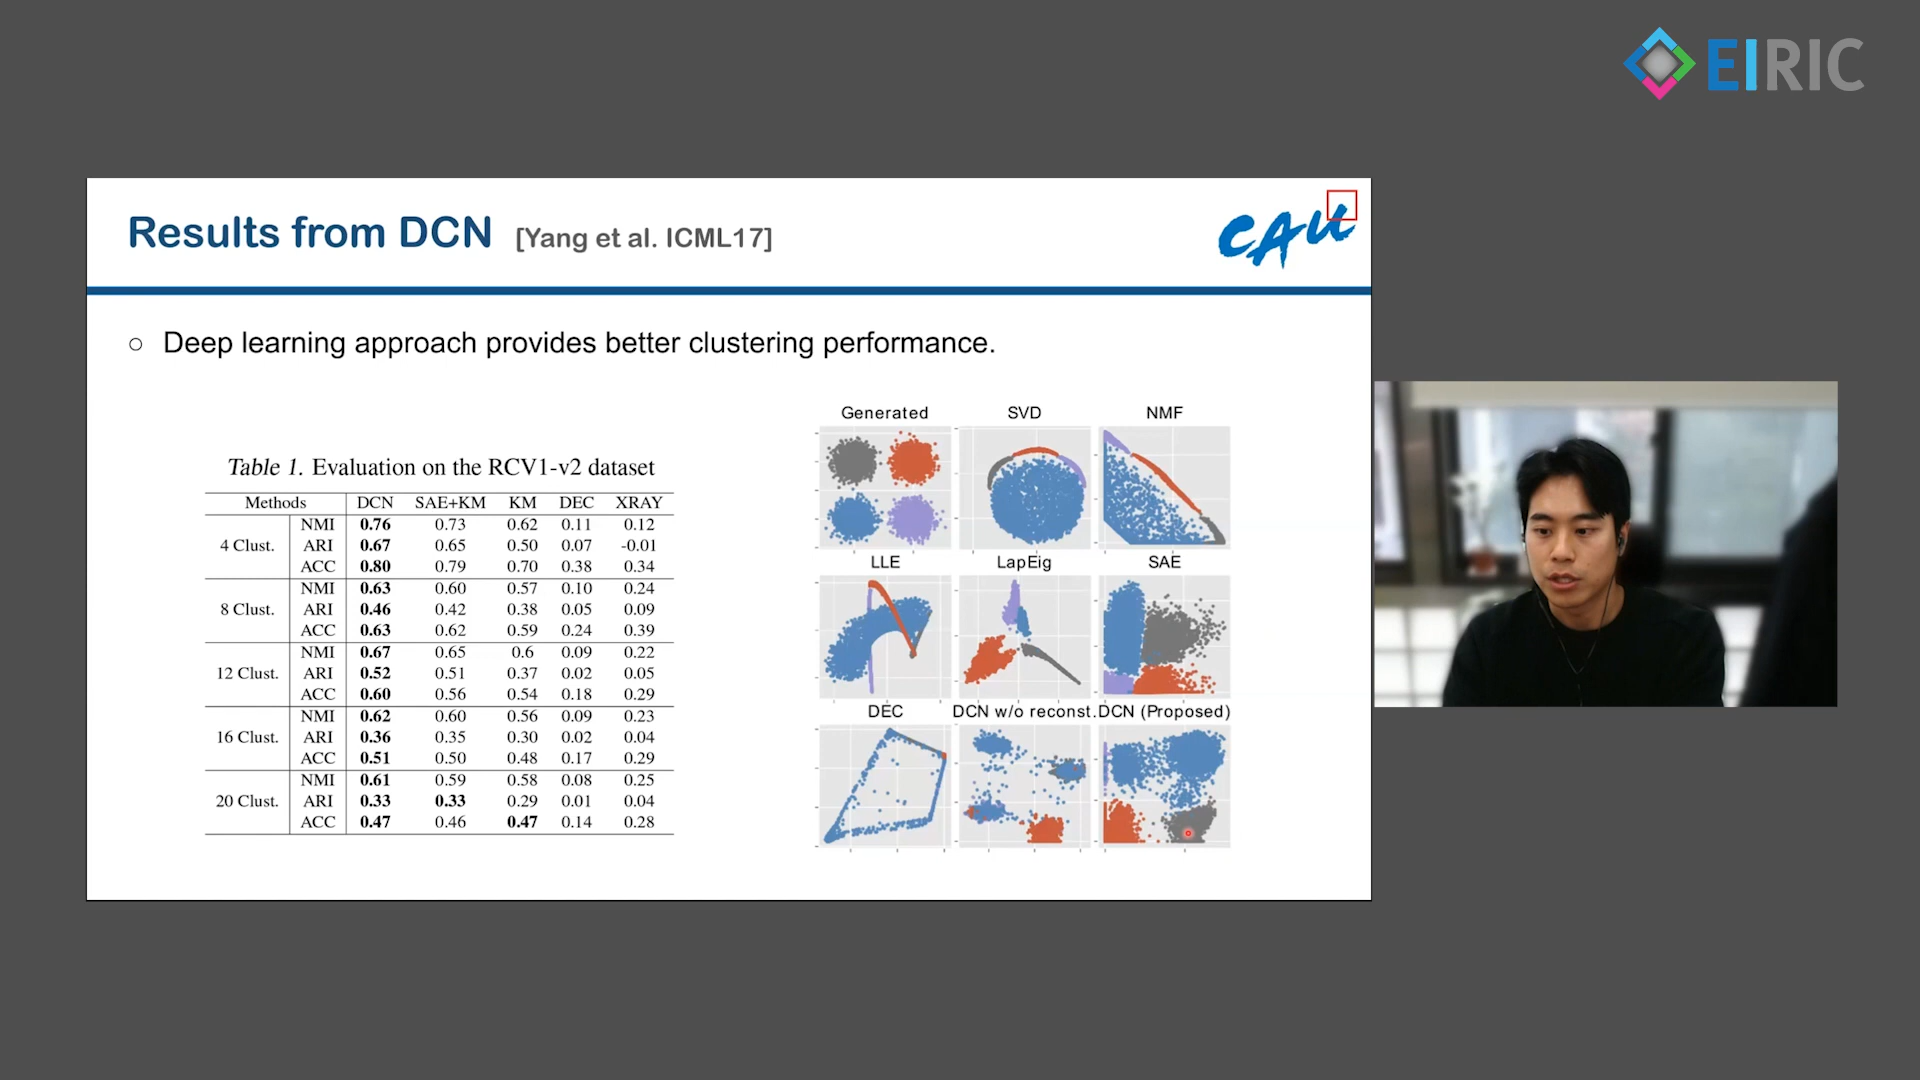 EIRIC
Results from DCN [Yang et al. ICML17]
CAU
○ Deep learning approach provides better clustering performance.
Table 1. Evaluation on the RCV1-v2 dataset
Methods DCN SAE+KM KM DEC XRAY
NMI 0.76 0.73 0.62 0.11 0.12
4 Clust. ARI 0.67 0.65 0.50 0.07 -0.01
ACC 0.80 0.79 0.70 0.38 0.34
NMI 0.63 0.60 0.57 0.10 0.24
8 Clust. ARI 0.46 0.42 0.38 0.05 0.09
ACC 0.63 0.62 0.59 0.24 0.39
NMI 0.67 0.65 0.6 0.09 0.22
12 Clust. ARI 0.52 0.51 0.37 0.02 0.05
ACC 0.60 0.56 0.54 0.18 0.29
NMI 0.62 0.60 0.56 0.09 0.23
16 Clust. ARI 0.36 0.35 0.30 0.02 0.04
ACC 0.51 0.50 0.48 0.17 0.29
NMI 0.61 0.59 0.58 0.08 0.25
20 Clust. ARI 0.33 0.33 0.29 0.01 0.04
ACC 0.47 0.46 0.47 0.14 0.28
Generated SVD NMF
LLE LapEig SAE
DEC DCN w/o reconst. DCN (Proposed)